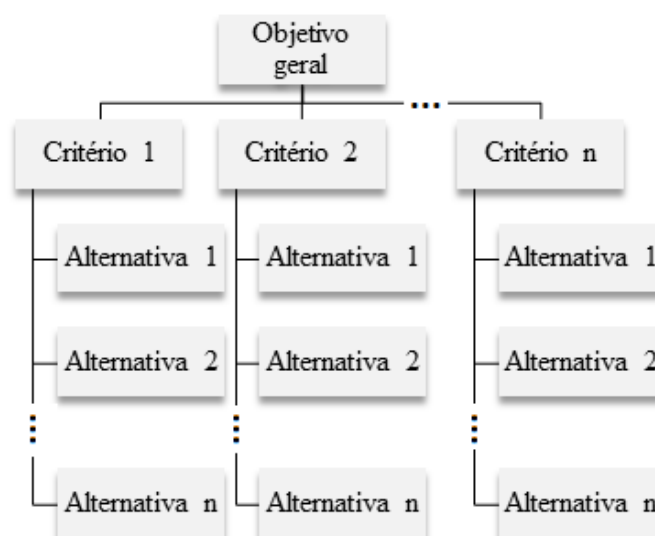 Objetivo
geral
...
Critério 1
Critério 2
Critério n
Alternativa 1
Alternativa 1
Alternativa 1
Alternativa 2
Alternativa 2
Alternativa 2
Alternativa n
Alternativa n
Alternativa n